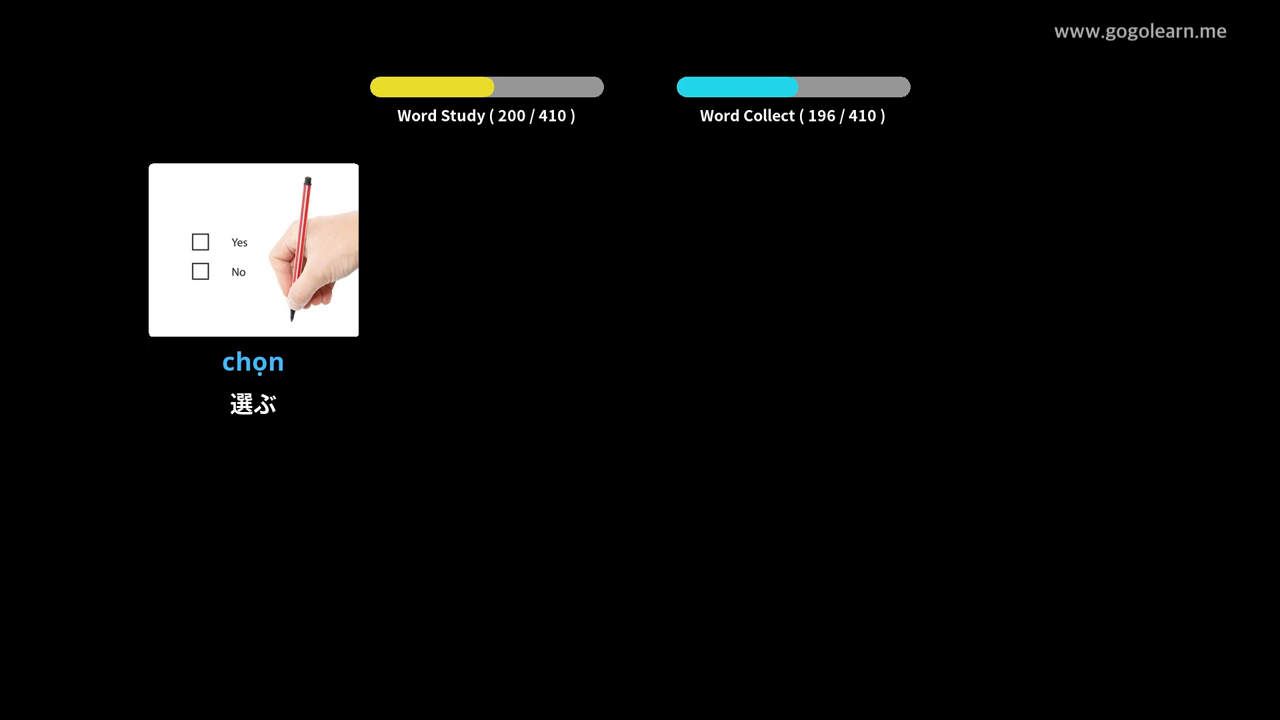 www.gogolearn.me
Word Study ( 200 / 410 )
Word Collect ( 196 / 410 )
Yes
No
chọn
選ぶ